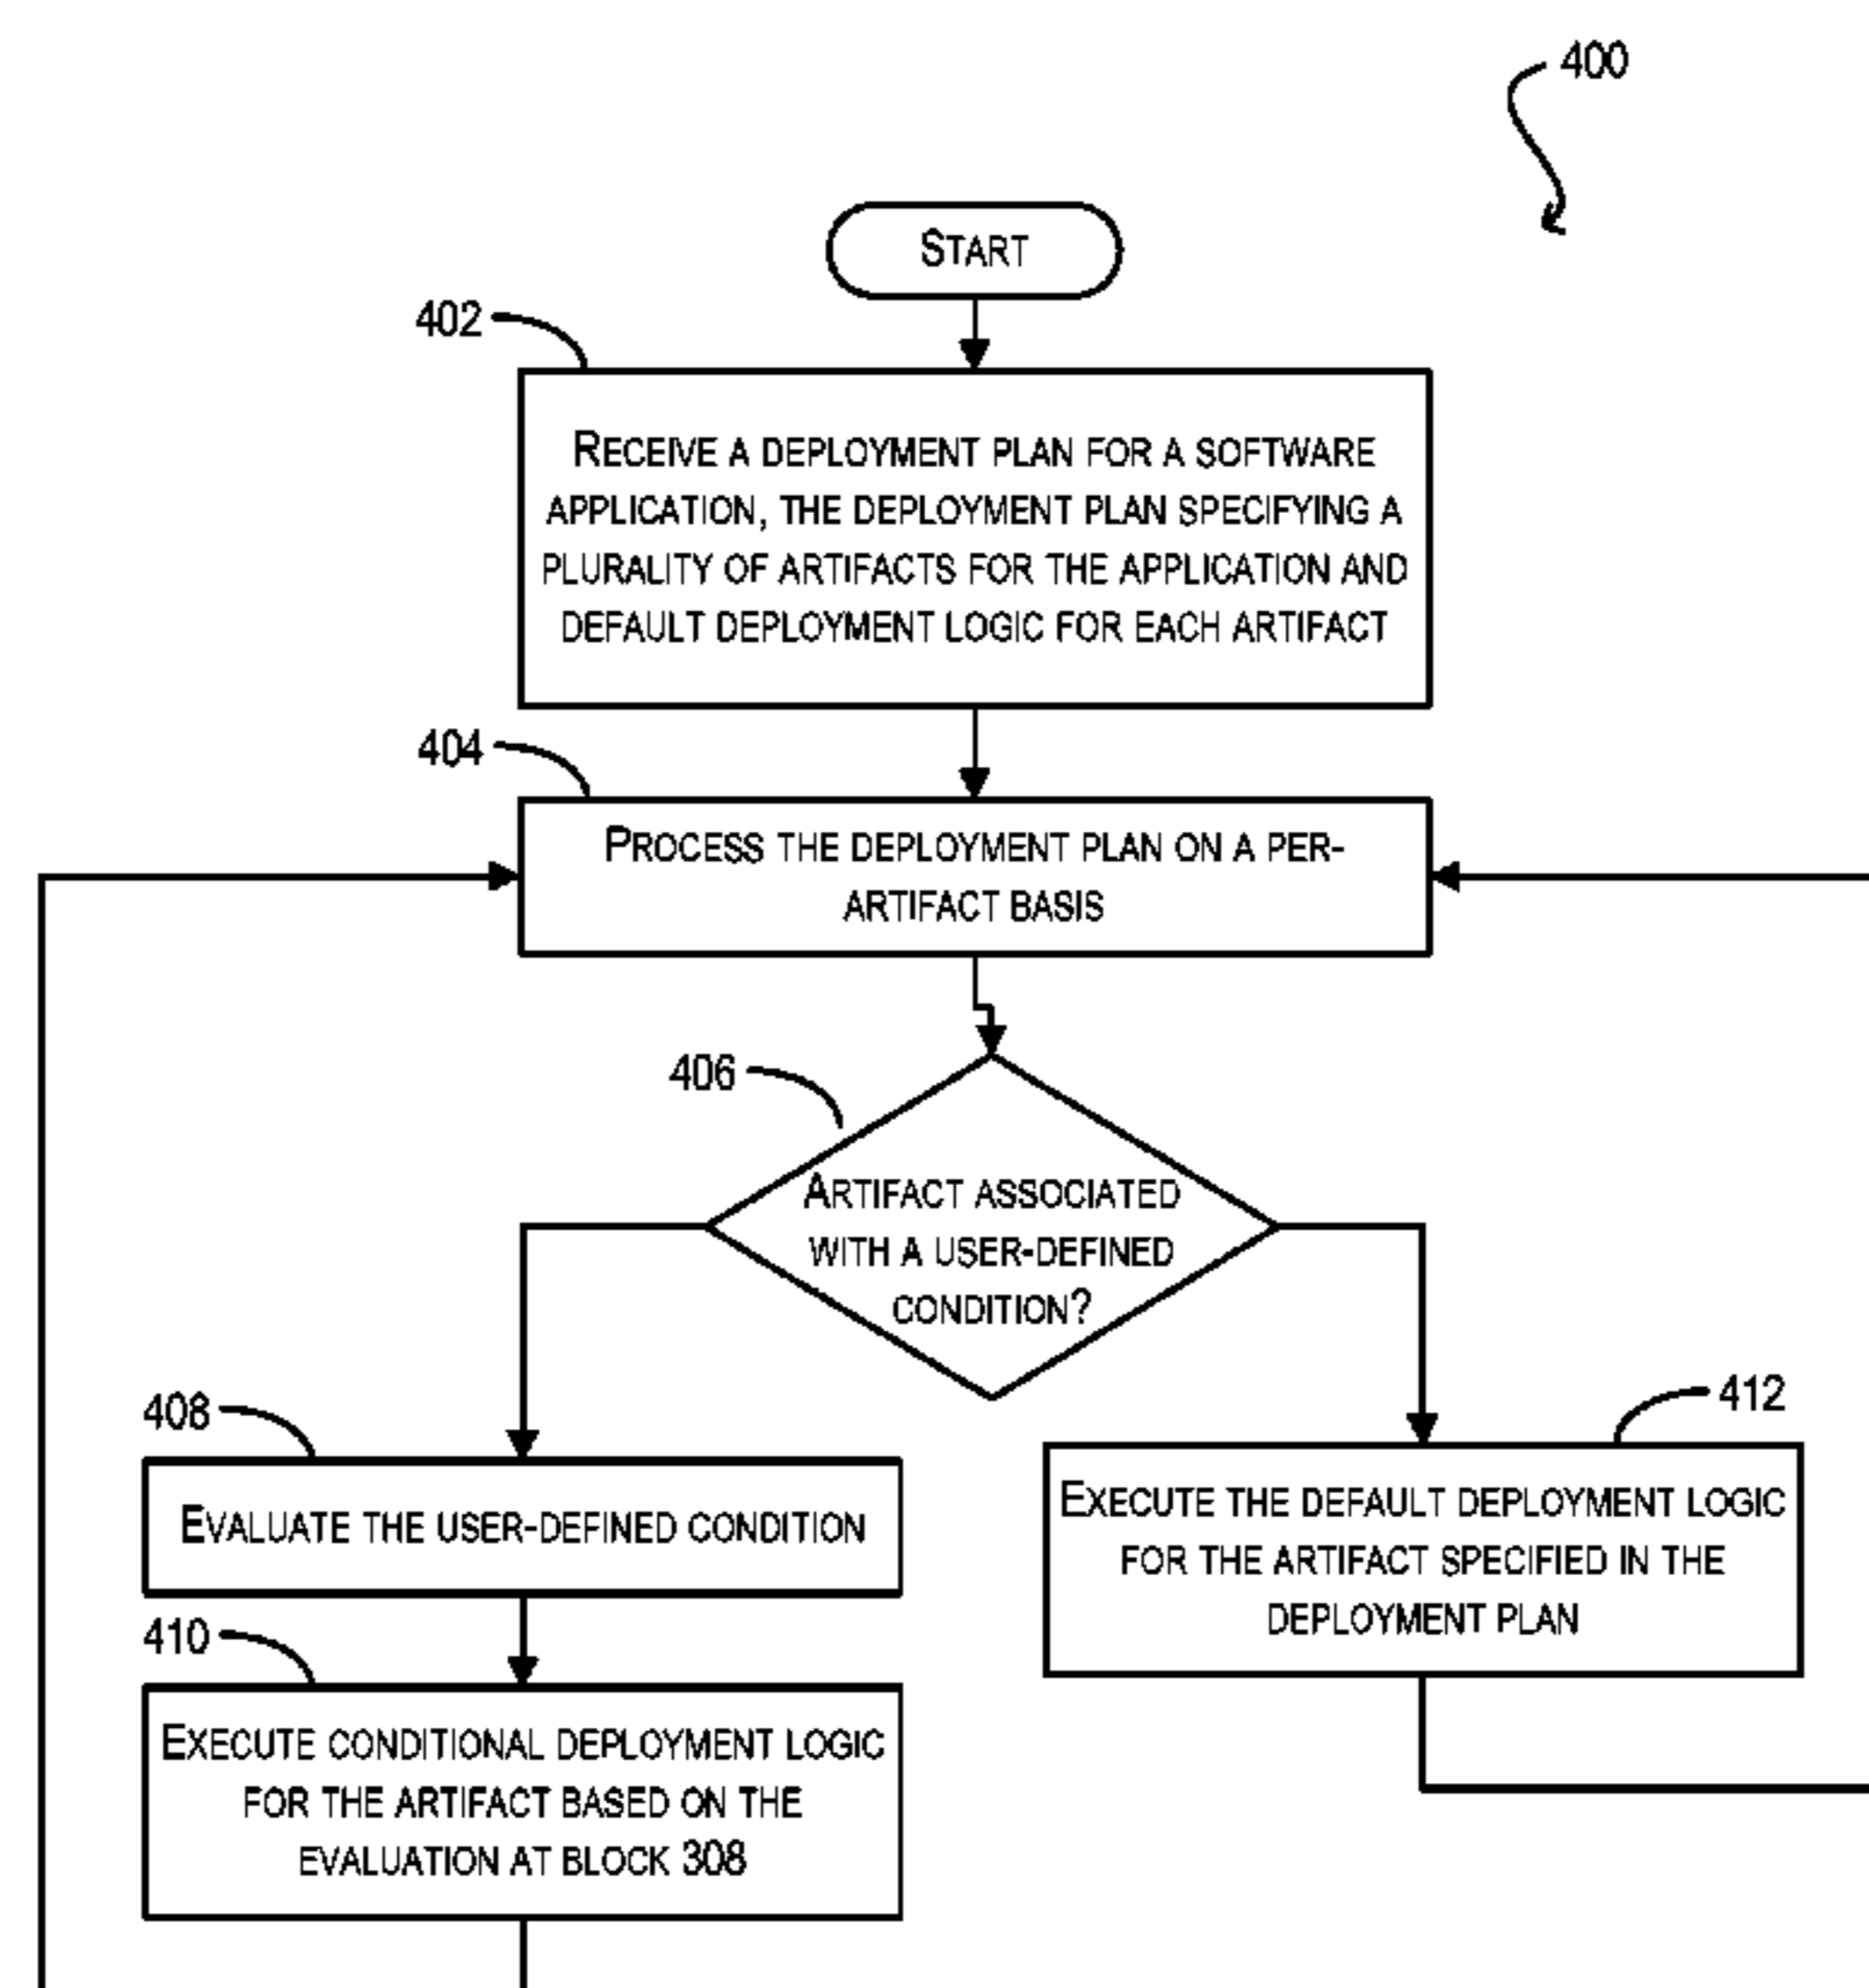 400
START
402
RECEIVE A DEPLOYMENT PLAN FOR A SOFTWARE
APPLICATION, THE DEPLOYMENT PLAN SPECIFYING A
PLURALITY OF ARTIFACTS FOR THE APPLICATION AND
DEFAULT DEPLOYMENT LOGIC FOR EACH ARTIFACT
404
PROCESS THE DEPLOYMENT PLAN ON A PER-
ARTIFACT BASIS
406
ARTIFACT ASSOCIATED
WITH A USER-DEFINED
CONDITION?
408
EVALUATE THE USER-DEFINED CONDITION
410
EXECUTE CONDITIONAL DEPLOYMENT LOGIC
FOR THE ARTIFACT BASED ON THE
EVALUATION AT BLOCK 308
412
EXECUTE THE DEFAULT DEPLOYMENT LOGIC
FOR THE ARTIFACT SPECIFIED IN THE
DEPLOYMENT PLAN